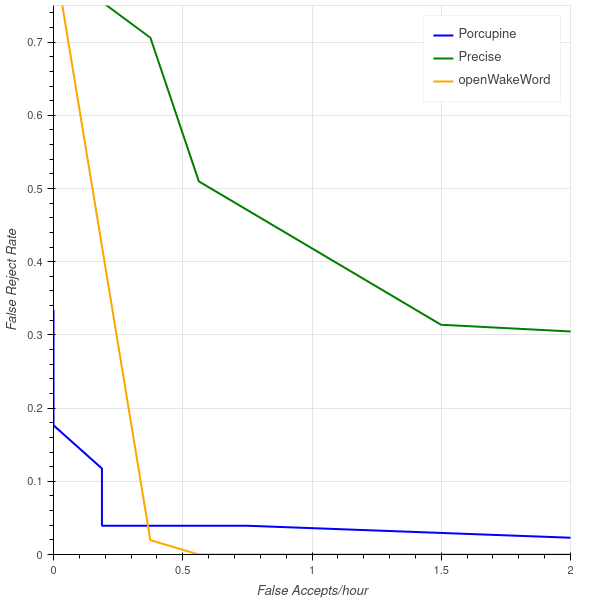 Porcupine
Precise
openWakeWord
False Reject Rate
0.7
0.6
0.5
0.4
0.3
0.2
0.1
0
0
0.5
1
1.5
2
False Accepts/hour